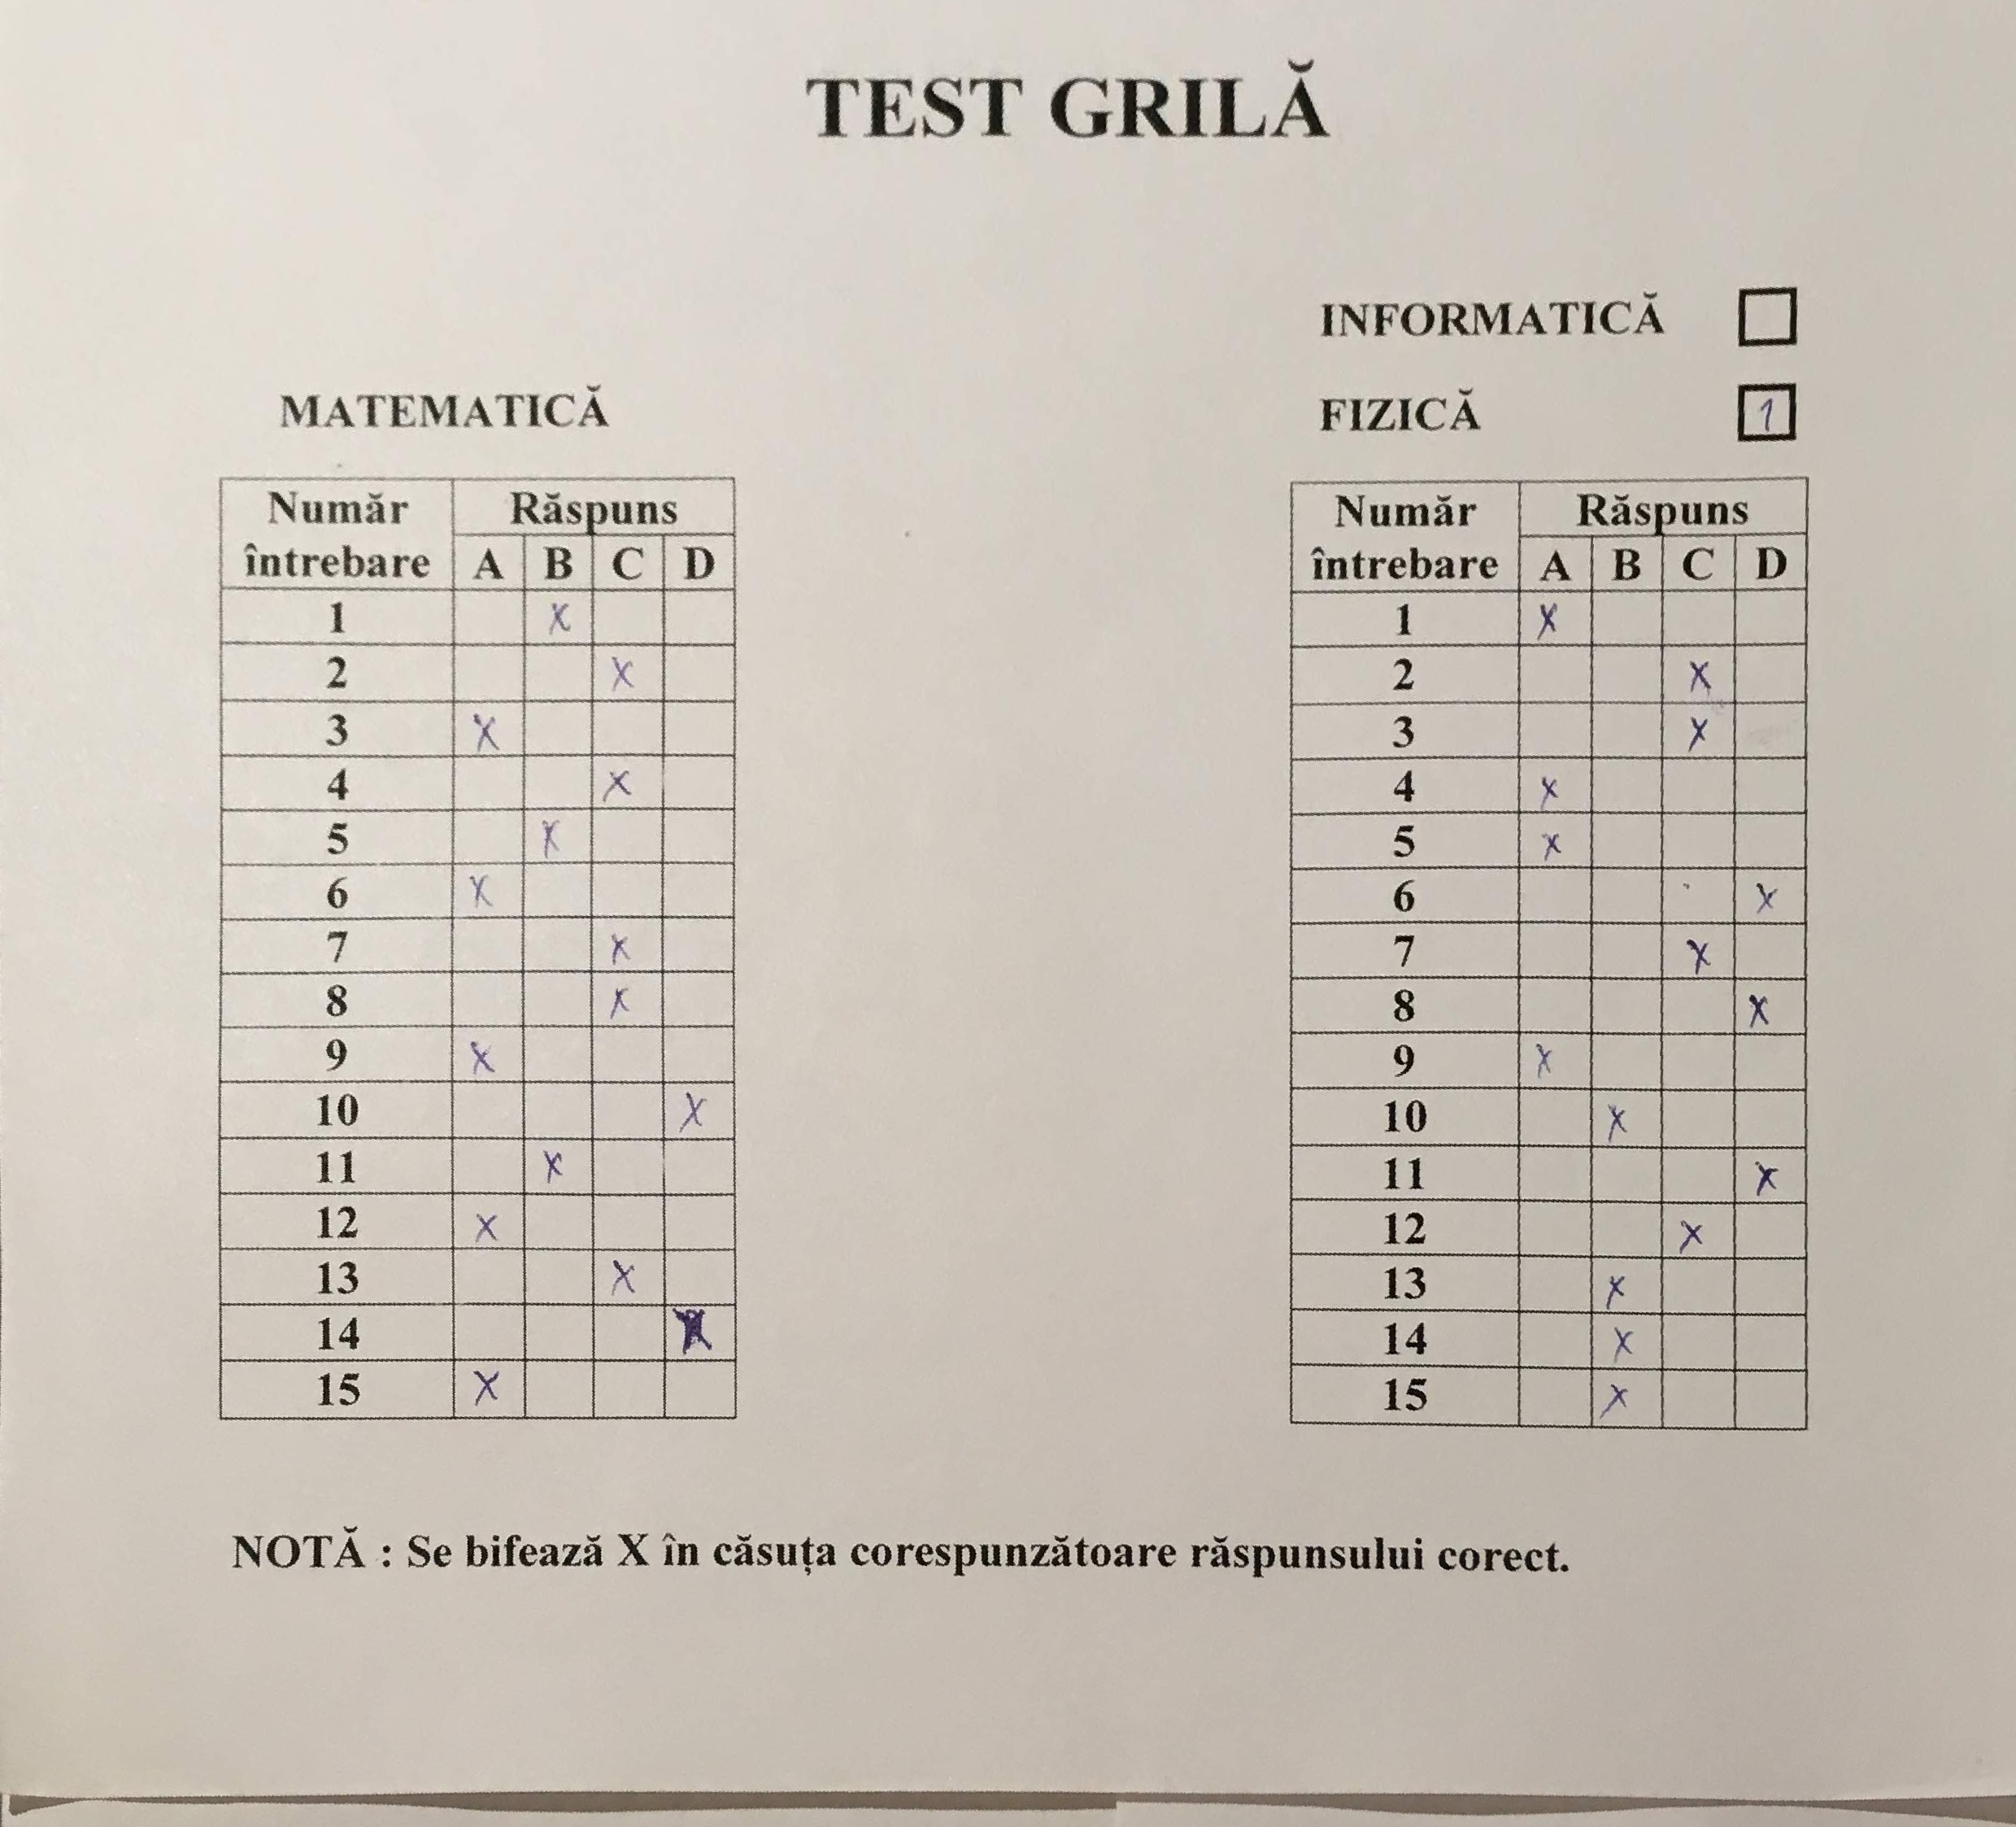 TEST GRILĂ
INFORMATICĂ
MATEMATICĂ
FIZICĂ 1
Număr întrebare Răspuns
A B C D
1 X
2 X
3 X
4 X
5 X
6 X
7 X
8 X
9 X
10 X
11 X
12 X
13 X
14 X
15 X
Număr întrebare Răspuns
A B C D
1 X
2 X
3 X
4 X
5 X
6 X
7 X
8 X
9 X
10 X
11 X
12 X
13 X
14 X
15 X
NOTĂ : Se bifează X în căsuța corespunzătoare răspunsului corect.